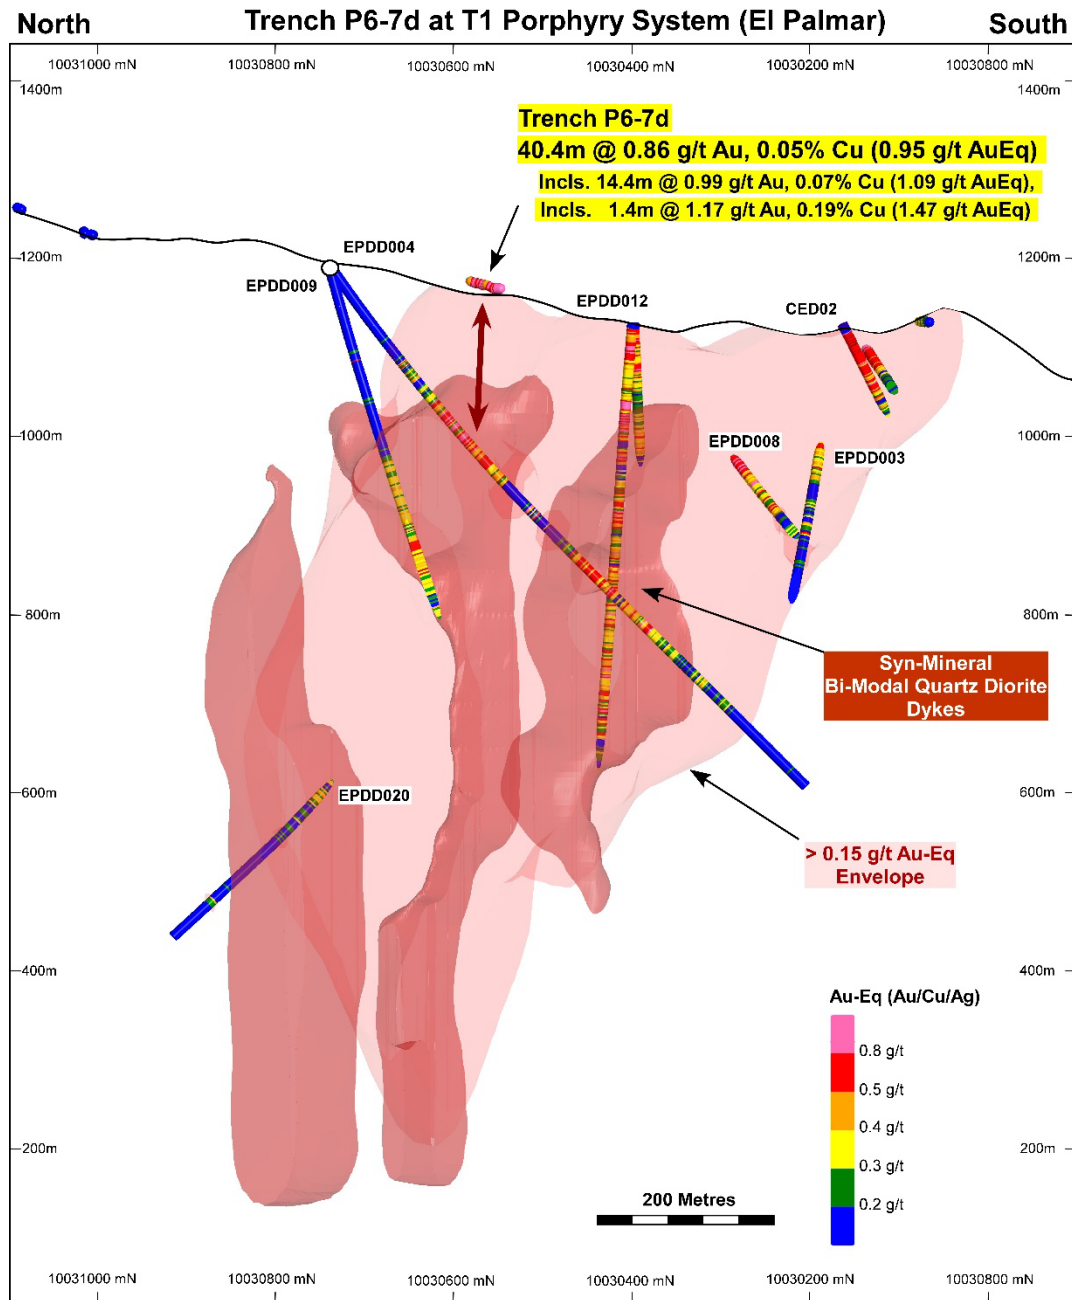 North
Trench P6-7d at T1 Porphyry System (El Palmar)
South
10031000 mN
10030800 mN
10030600 mN
10030400 mN
10030200 mN
10030800 mN
1400m
1400m
Trench P6-7d
40.4m @ 0.86 g/t Au, 0.05% Cu (0.95 g/t AuEq)
Incls. 14.4m @ 0.99 g/t Au, 0.07% Cu (1.09 g/t AuEq),
Incls. 1.4m @ 1.17 g/t Au, 0.19% Cu (1.47 g/t AuEq)
1200m
1200m
EPDD004
EPDD009
EPDD012
CED02
1000m
1000m
EPDD008
EPDD003
800m
800m
Syn-Mineral
Bi-Modal Quartz Diorite
Dykes
600m
600m
EPDD020
> 0.15 g/t Au-Eq
Envelope
400m
400m
Au-Eq (Au/Cu/Ag)
0.8 g/t
0.5 g/t
0.4 g/t
0.3 g/t
0.2 g/t
200m
200m
200 Metres
10031000 mN
10030800 mN
10030600 mN
10030400 mN
10030200 mN
10030800 mN